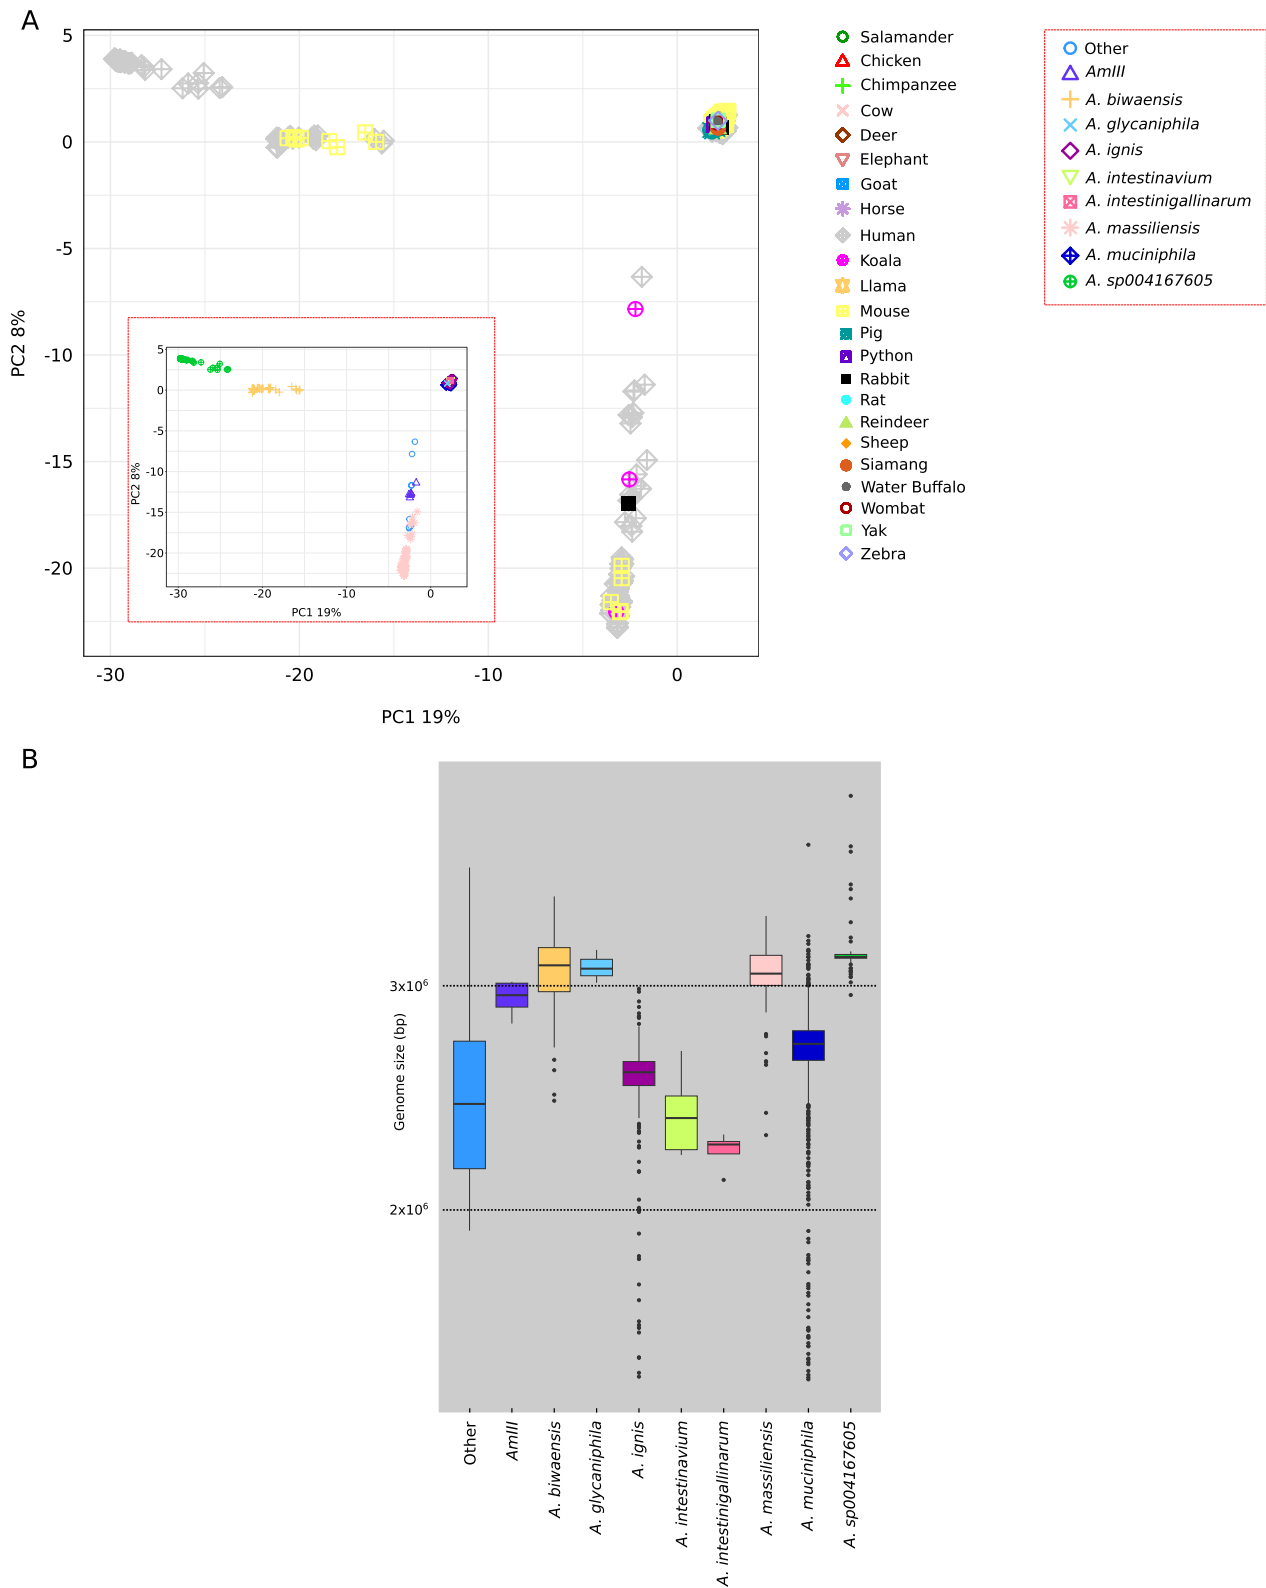 A
5
0
-5
-10
-15
-20
PC2 8%
-30
-20
-10
0
PC1 19%
5
0
-5
-10
-15
-20
PC2 8%
-30
-20
-10
0
PC1 19%
Salamander
Chicken
Chimpanzee
Cow
Deer
Elephant
Goat
Horse
Human
Koala
Llama
Mouse
Pig
Python
Rabbit
Rat
Reindeer
Sheep
Siamang
Water Buffalo
Wombat
Yak
Zebra
Other
AmIII
A. biwaensis
A. glycaniphila
A. ignis
A. intestinavium
A. intestinigallinarum
A. massiliensis
A. muciniphila
A. sp004167605
B
3x10⁶
2x10⁶
Genome size (bp)
Other
AmIII
A. biwaensis
A. glycaniphila
A. ignis
A. intestinavium
A. intestinigallinarum
A. massiliensis
A. muciniphila
A. sp004167605